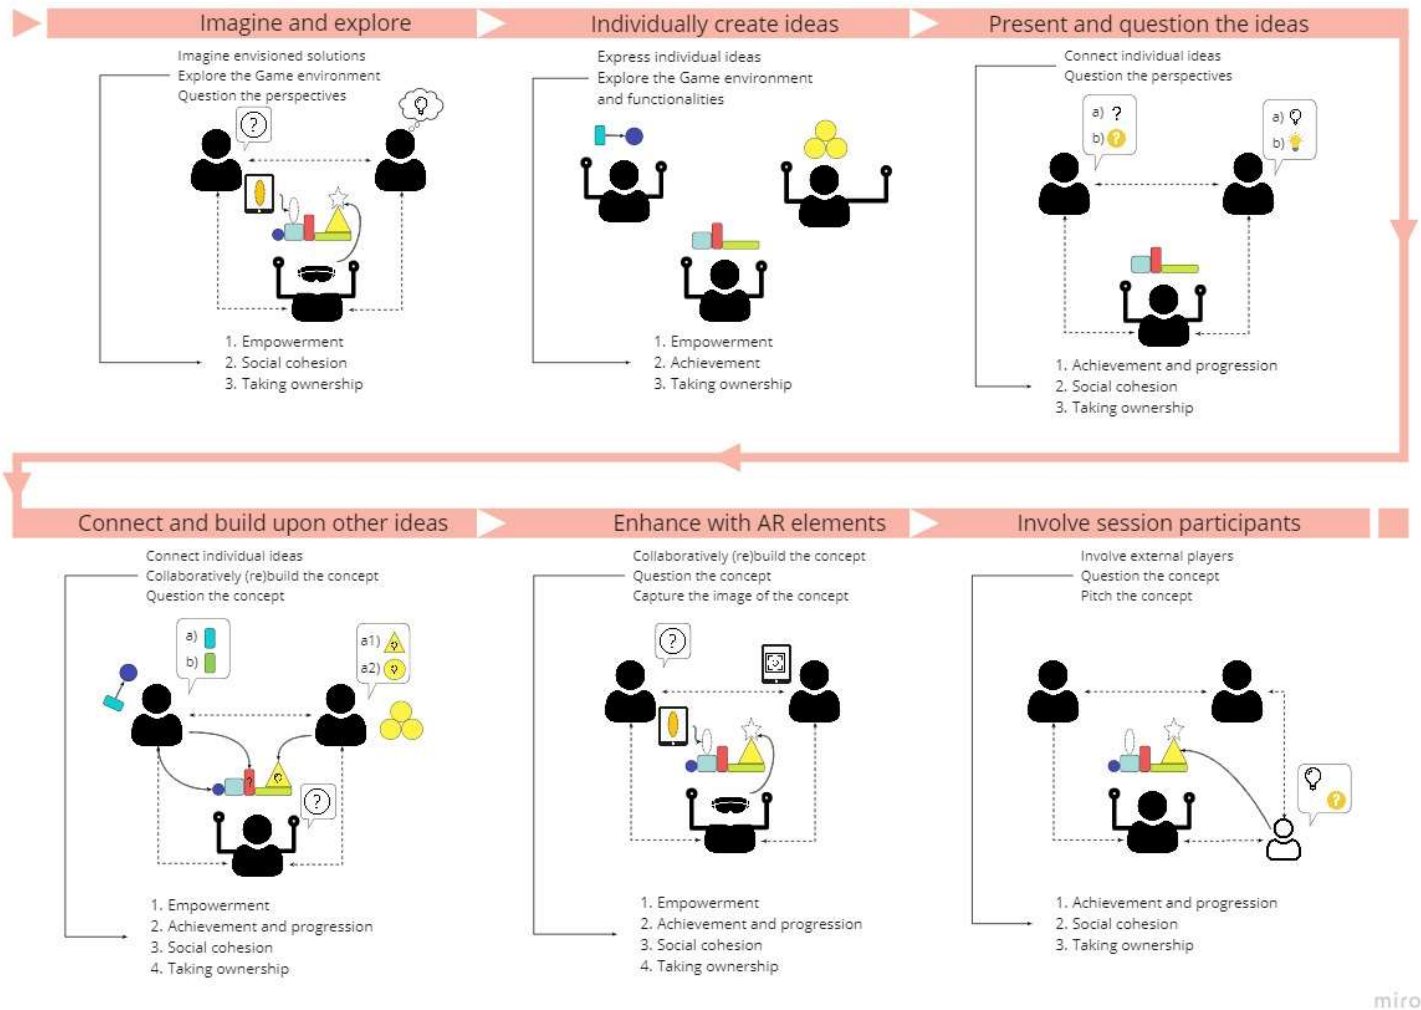 Imagine and explore
Imagine envisioned solutions
Explore the Game environment
Question the perspectives
?
1. Empowerment
2. Social cohesion
3. Taking ownership
Individually create ideas
Express individual ideas
Explore the Game environment
and functionalities
1. Empowerment
2. Achievement
3. Taking ownership
Present and question the ideas
Connect individual ideas
Question the perspectives
a) ?
b) ?
a)
b)
1. Achievement and progression
2. Social cohesion
3. Taking ownership
Connect and build upon other ideas
Connect individual ideas
Collaboratively (re)build the concept
Question the concept
a)
b)
a1)
a2)
?
?
1. Empowerment
2. Achievement and progression
3. Social cohesion
4. Taking ownership
Enhance with AR elements
Collaboratively (re)build the concept
Question the concept
Capture the image of the concept
?
1. Empowerment
2. Achievement and progression
3. Social cohesion
4. Taking ownership
Involve session participants
Involve external players
Question the concept
Pitch the concept
?
1. Achievement and progression
2. Social cohesion
3. Taking ownership
miro